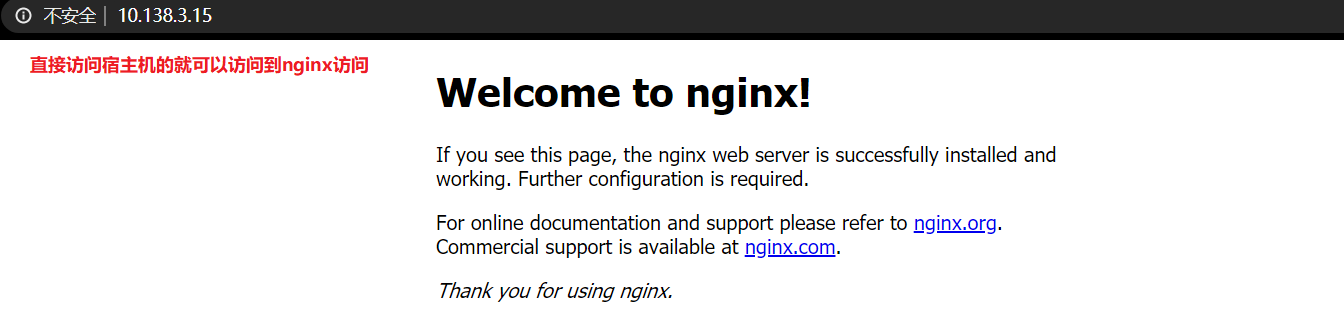 不安全 10.138.3.15
直接访问宿主机的就可以访问到nginx访问
Welcome to nginx!
If you see this page, the nginx web server is successfully installed and
working. Further configuration is required.
For online documentation and support please refer to nginx.org.
Commercial support is available at nginx.com.
Thank you for using nginx.